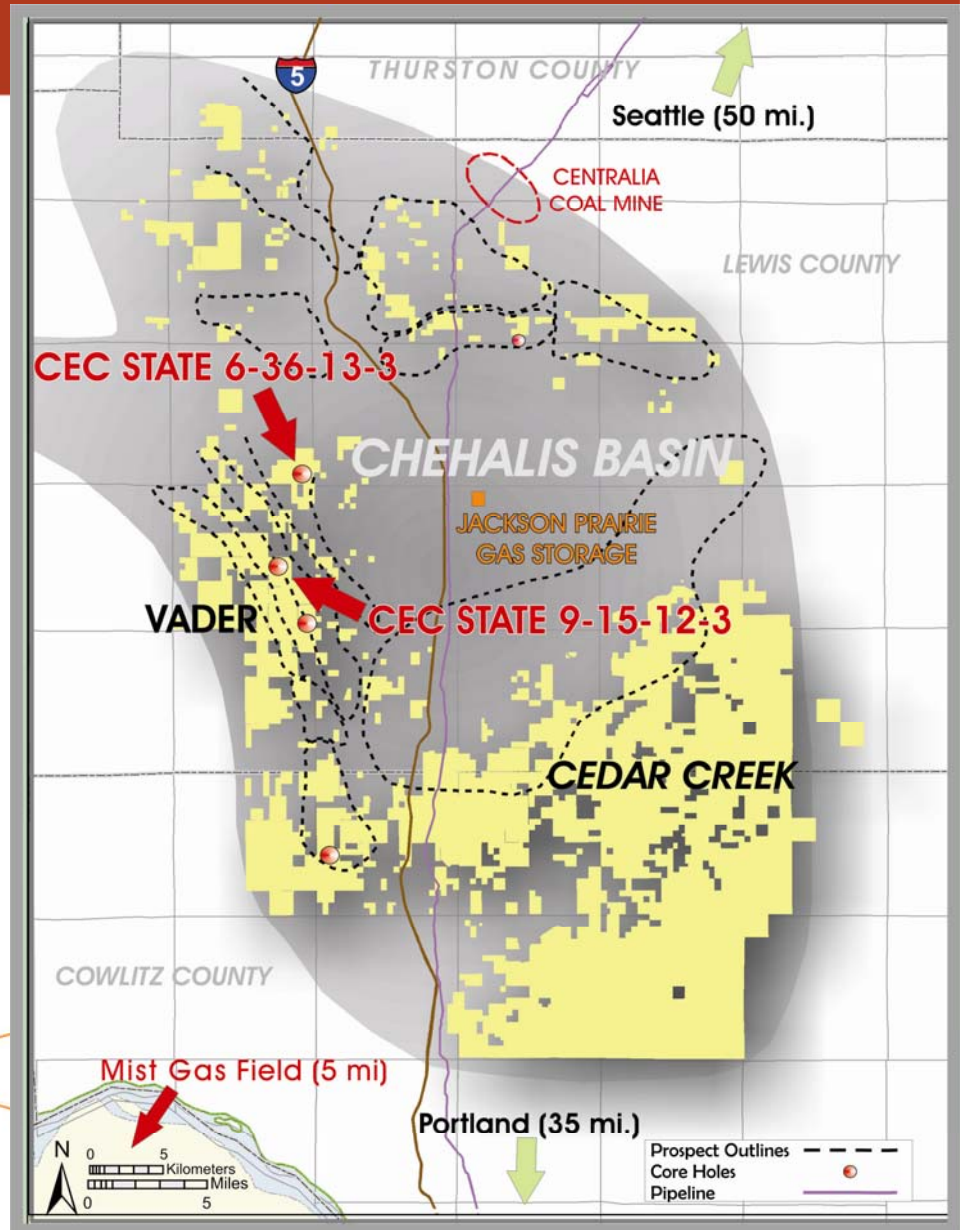 5
THURSTON COUNTY
Seattle (50 mi.)
CENTRALIA
COAL MINE
LEWIS COUNTY
CEC STATE 6-36-13-3
CHEHALIS BASIN
JACKSON PRAIRIE
GAS STORAGE
VADER
CEC STATE 9-15-12-3
CEDAR CREEK
COWLITZ COUNTY
Mist Gas Field (5 mi)
Portland (35 mi.)
N
0 5
Kilometers
Miles
0 5
Prospect Outlines
Core Holes
Pipeline